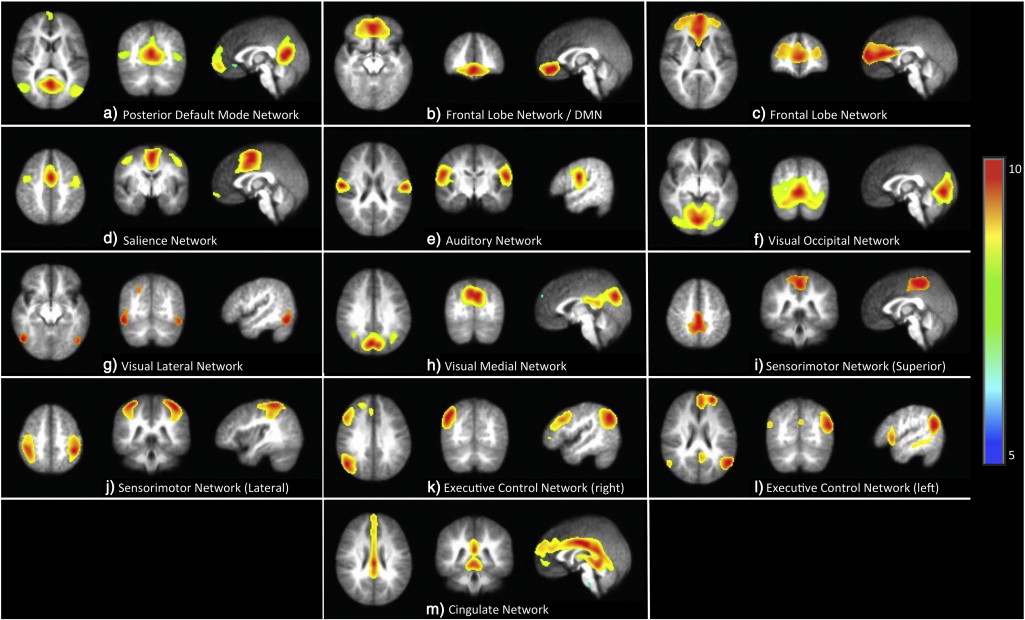 a) Posterior Default Mode Network
b) Frontal Lobe Network / DMN
c) Frontal Lobe Network
d) Salience Network
e) Auditory Network
f) Visual Occipital Network
10
g) Visual Lateral Network
h) Visual Medial Network
i) Sensorimotor Network (Superior)
5
j) Sensorimotor Network (Lateral)
k) Executive Control Network (right)
l) Executive Control Network (left)
m) Cingulate Network